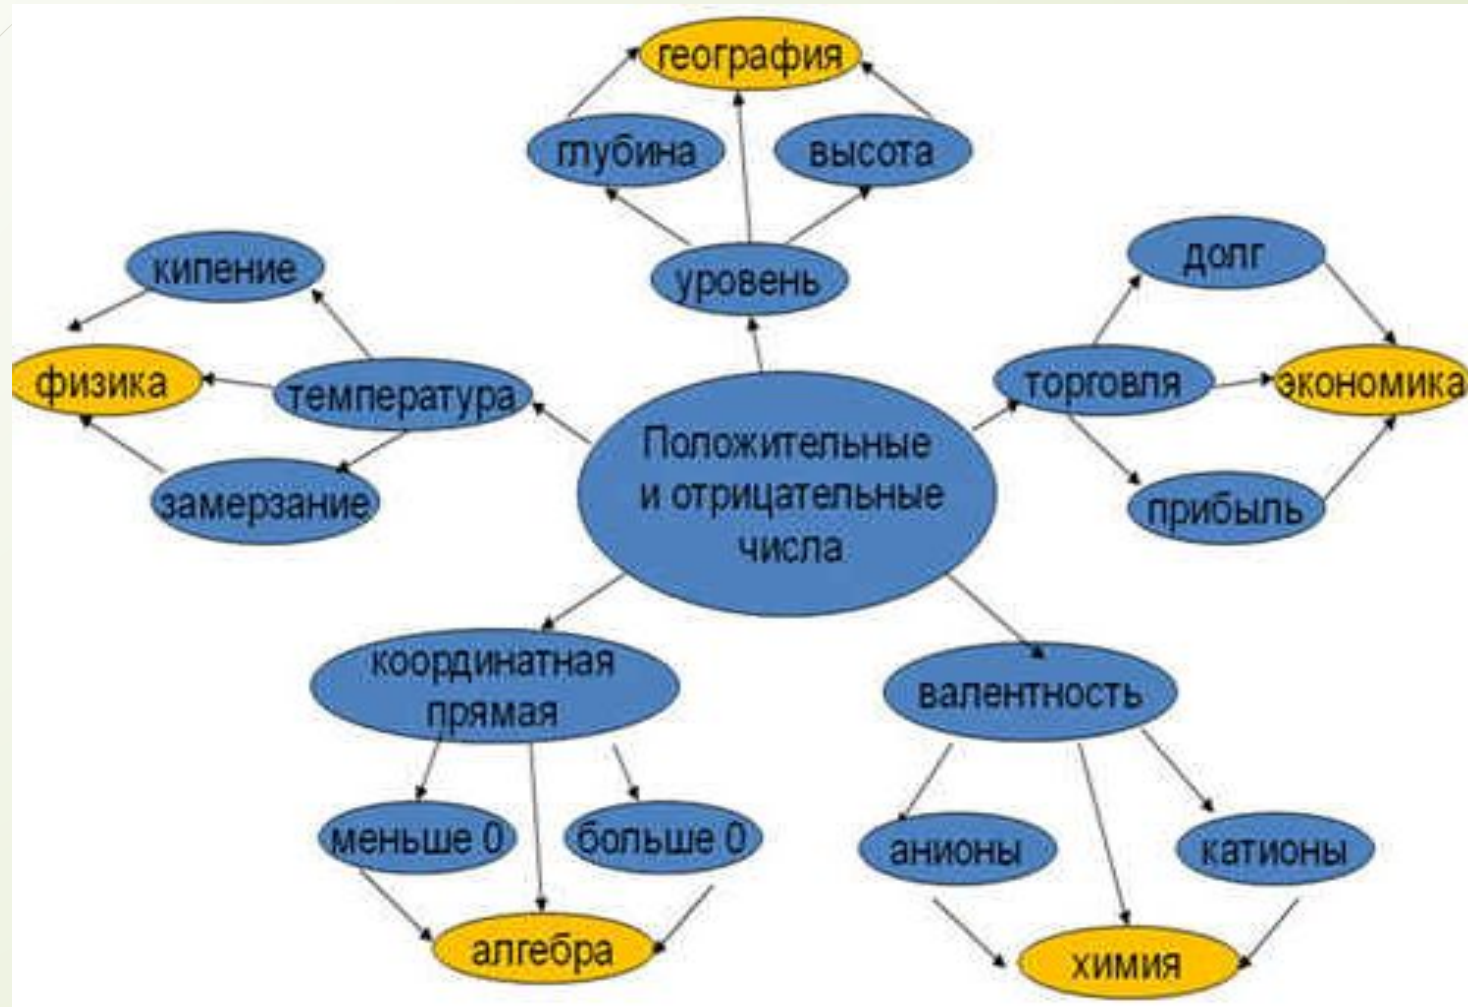 география
глубина
высота
уровень
кипение
долг
физика
температура
торговля
экономика
замерзание
прибыль
Положительные
и отрицательные
числа
координатная
прямая
валентность
меньше 0
больше 0
анионы
катионы
алгебра
химия